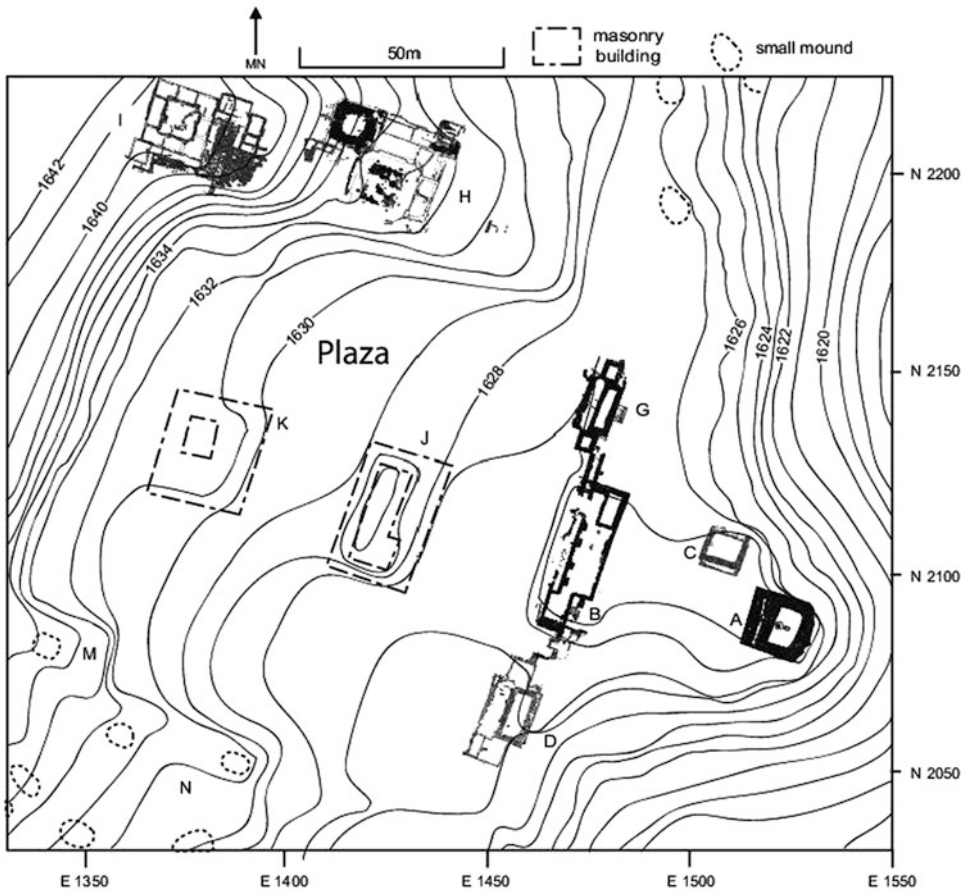 MN
50m
masonry
building
small mound
I
H
N 2200
1642
1640
1634
1632
1630
1628
1626
1624
1622
1620
Plaza
N 2150
K
J
G
C
N 2100
A
B
M
D
N
N 2050
E 1350
E 1400
E 1450
E 1500
E 1550